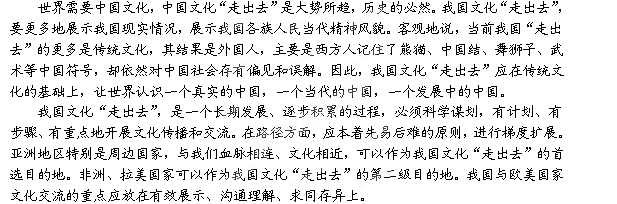 世界需要中国文化，中国文化“走出去”是大势所趋，历史的必然。我国文化“走出去”，
要更多地展示我国现实情况，展示我国各族人民当代精神风貌。客观地说，当前我国“走出
去”的更多是传统文化，其结果是外国人，主要是西方人记住了熊猫、中国结、舞狮子、武
术等中国符号，却依然对中国社会存有偏见和误解。因此，我国文化“走出去”应在传统文
化的基础上，让世界认识一个真实的中国，一个当代的中国，一个发展中的中国。
我国文化“走出去”，是一个长期发展、逐步积累的过程，必须科学谋划，有计划、有
步骤、有重点地开展文化传播和交流。在路径方面，应本着先易后难的原则，进行梯度扩展。
亚洲地区特别是周边国家，与我们血脉相连、文化相近，可以作为我国文化“走出去”的首
选目的地。非洲、拉美国家可以作为我国文化“走出去”的第二级目的地。我国与欧美国家
文化交流的重点应放在有效展示、沟通理解、求同存异上。